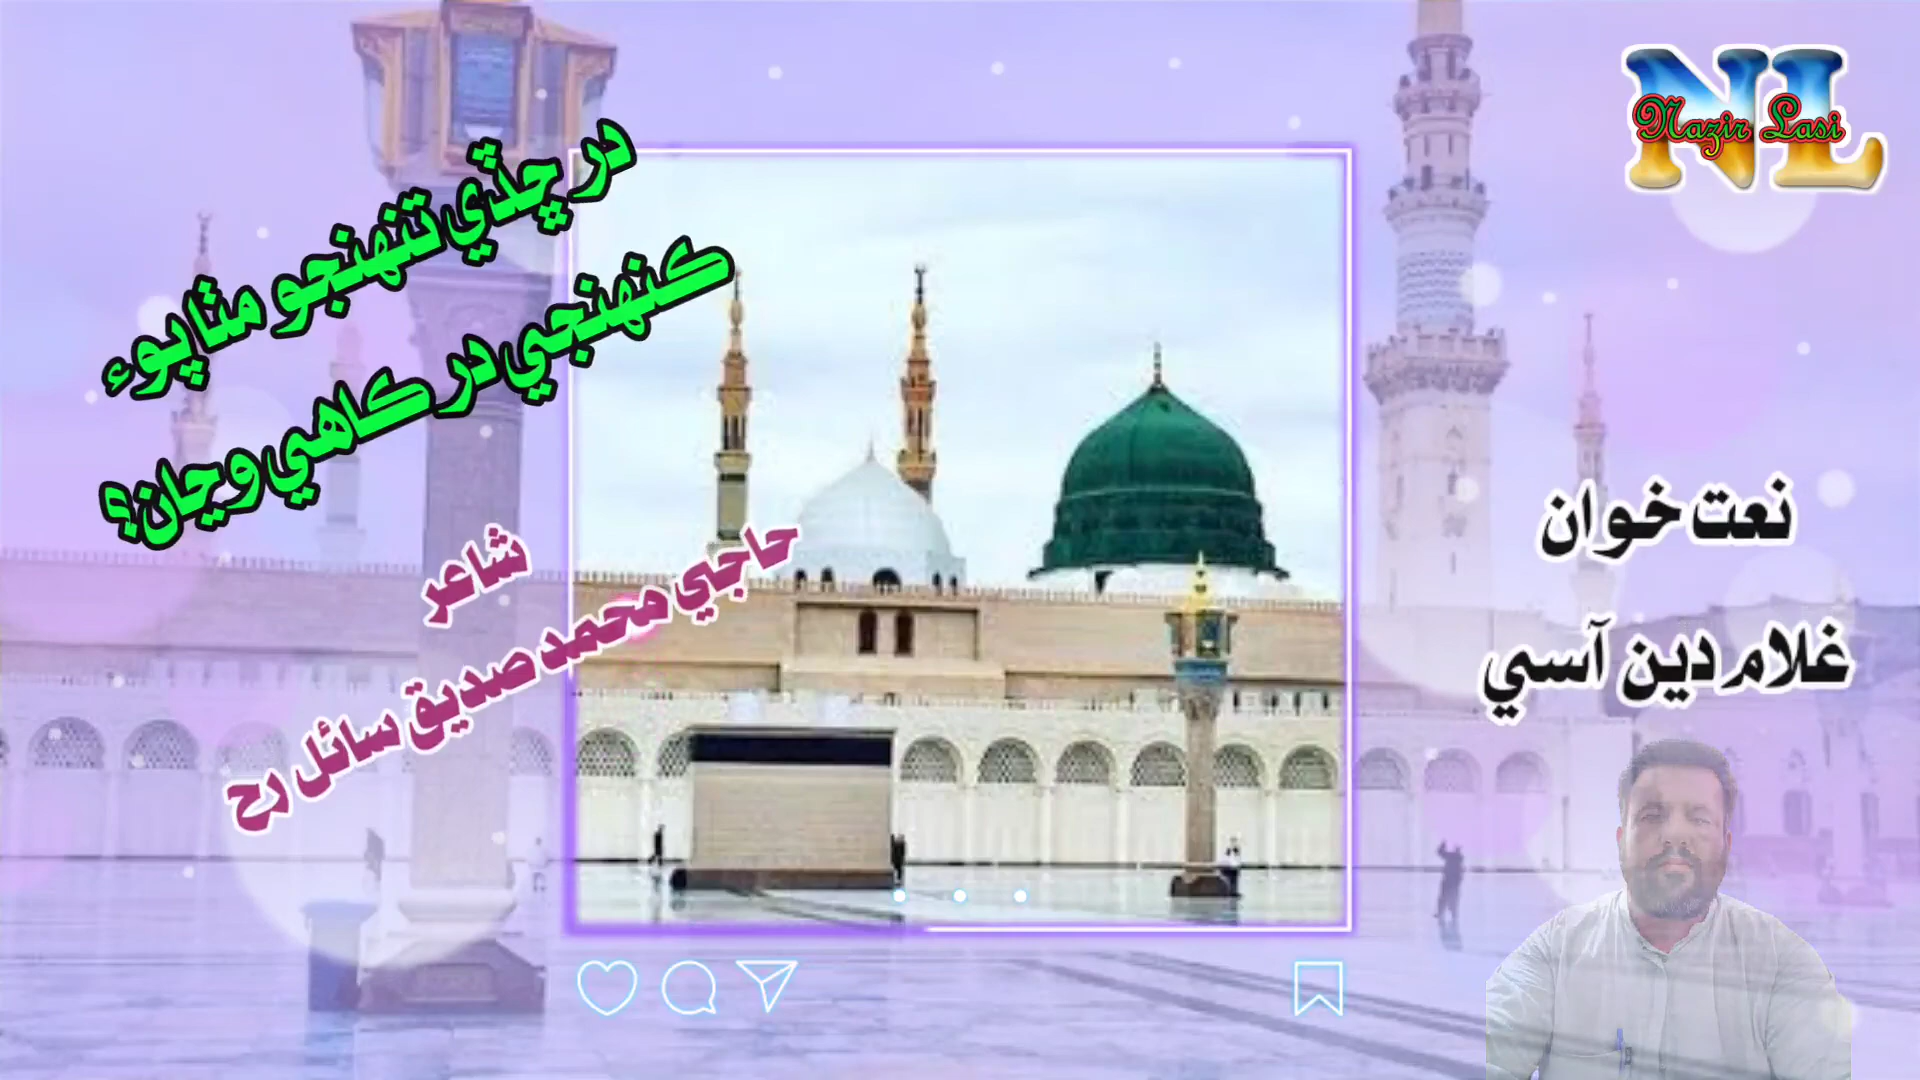 در ڇڏي تنهنجو مٺا پوءِ
ڪنهنجي در ڪاهي وڃان؟
شاعر
حاجي محمد صديق سائل رح
NL
Nazir Lasi
نعت خوان
غلام دين آسي